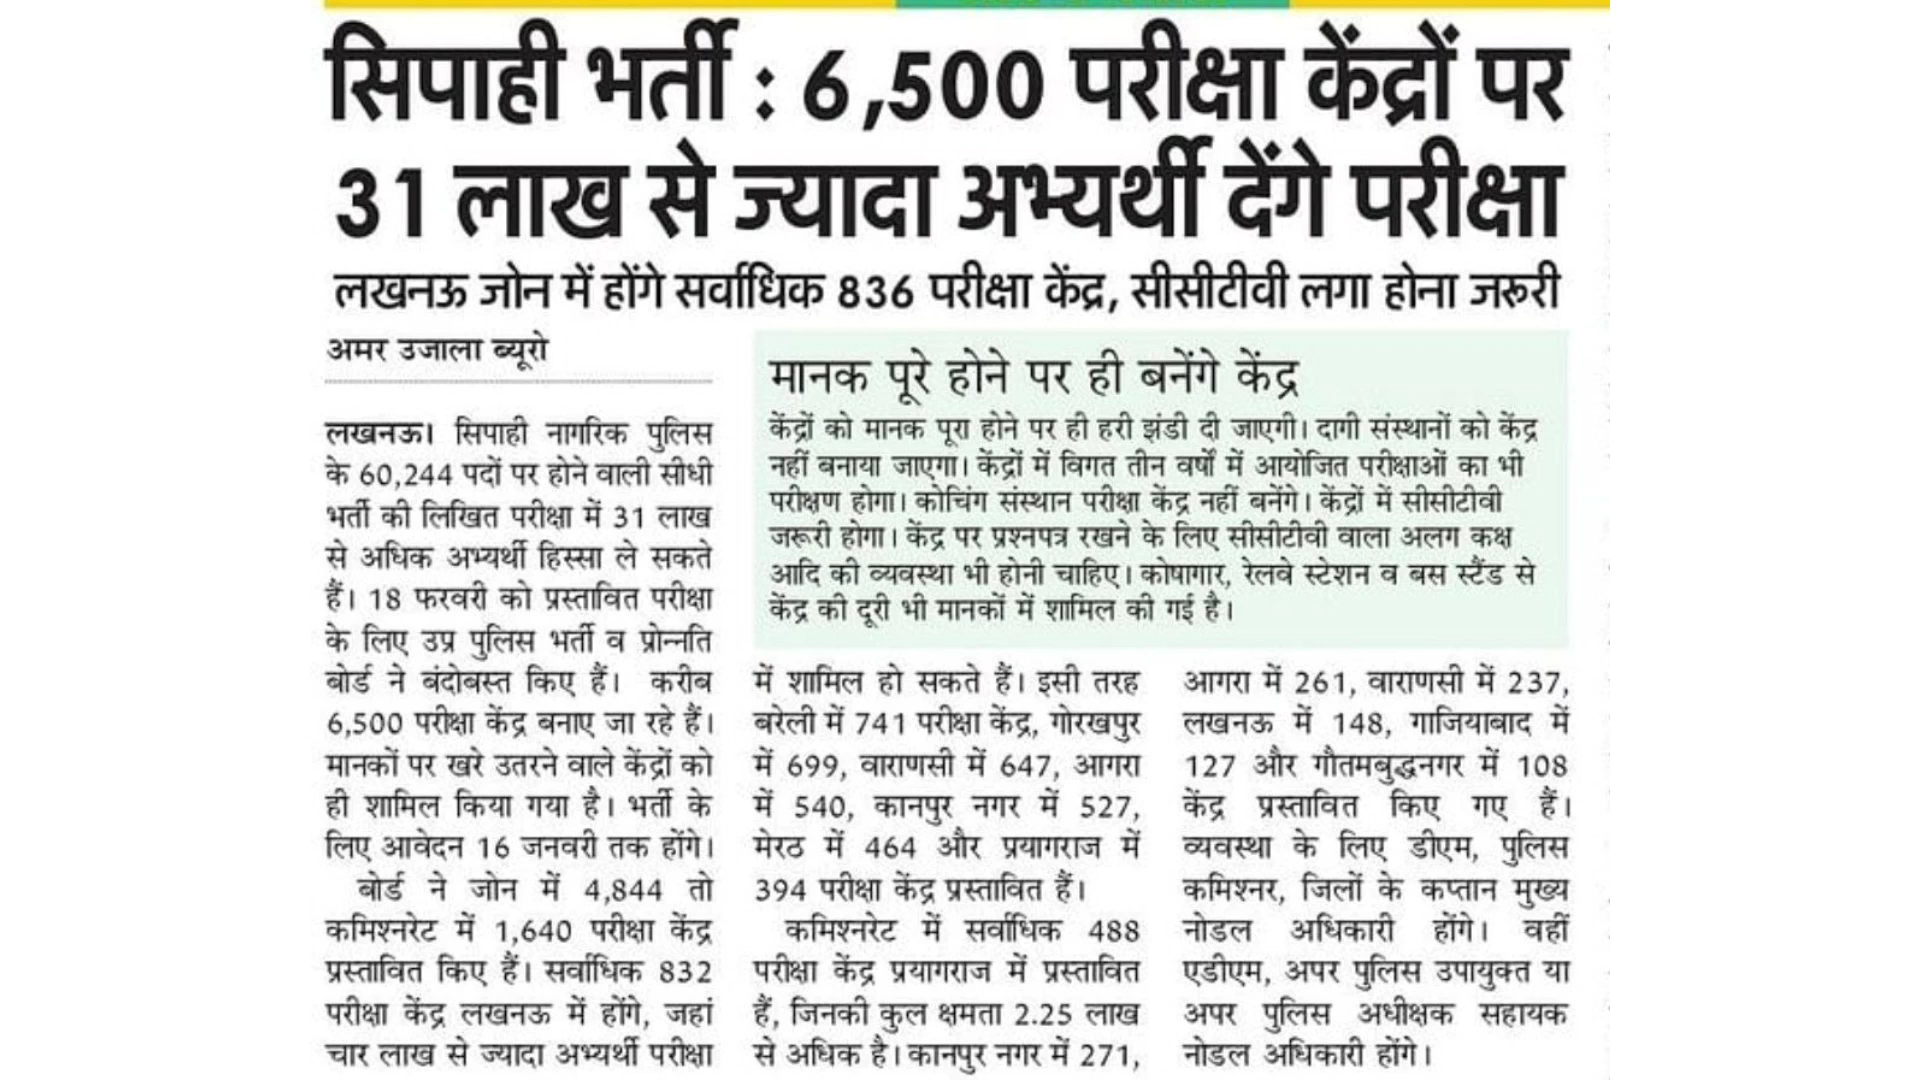 सिपाही भर्ती : 6,500 परीक्षा केंद्रों पर
31 लाख से ज्यादा अभ्यर्थी देंगे परीक्षा
लखनऊ जोन में होंगे सर्वाधिक 836 परीक्षा केंद्र, सीसीटीवी लगा होना जरूरी
अमर उजाला ब्यूरो
लखनऊ। सिपाही नागरिक पुलिस
के 60,244 पदों पर होने वाली सीधी
भर्ती की लिखित परीक्षा में 31 लाख
से अधिक अभ्यर्थी हिस्सा ले सकते
हैं। 18 फरवरी को प्रस्तावित परीक्षा
के लिए उप्र पुलिस भर्ती व प्रोन्नति
बोर्ड ने बंदोबस्त किए हैं। करीब
6,500 परीक्षा केंद्र बनाए जा रहे हैं।
मानकों पर खरे उतरने वाले केंद्रों को
ही शामिल किया गया है। भर्ती के
लिए आवेदन 16 जनवरी तक होंगे।
बोर्ड ने जोन में 4,844 तो
कमिश्नरेट में 1,640 परीक्षा केंद्र
प्रस्तावित किए हैं। सर्वाधिक 832
परीक्षा केंद्र लखनऊ में होंगे, जहां
चार लाख से ज्यादा अभ्यर्थी परीक्षा
मानक पूरे होने पर ही बनेंगे केंद्र
केंद्रों को मानक पूरा होने पर ही हरी झंडी दी जाएगी। दागी संस्थानों को केंद्र
नहीं बनाया जाएगा। केंद्रों में विगत तीन वर्षों में आयोजित परीक्षाओं का भी
परीक्षण होगा। कोचिंग संस्थान परीक्षा केंद्र नहीं बनेंगे। केंद्रों में सीसीटीवी
जरूरी होगा। केंद्र पर प्रश्नपत्र रखने के लिए सीसीटीवी वाला अलग कक्ष
आदि की व्यवस्था भी होनी चाहिए। कोषागार, रेलवे स्टेशन व बस स्टैंड से
केंद्र की दूरी भी मानकों में शामिल की गई है।
में शामिल हो सकते हैं। इसी तरह
बरेली में 741 परीक्षा केंद्र, गोरखपुर
में 699, वाराणसी में 647, आगरा
में 540, कानपुर नगर में 527,
मेरठ में 464 और प्रयागराज में
394 परीक्षा केंद्र प्रस्तावित हैं।
कमिश्नरेट में सर्वाधिक 488
परीक्षा केंद्र प्रयागराज में प्रस्तावित
हैं, जिनकी कुल क्षमता 2.25 लाख
से अधिक है। कानपुर नगर में 271,
आगरा में 261, वाराणसी में 237,
लखनऊ में 148, गाजियाबाद में
127 और गौतमबुद्धनगर में 108
केंद्र प्रस्तावित किए गए हैं।
व्यवस्था के लिए डीएम, पुलिस
कमिश्नर, जिलों के कप्तान मुख्य
नोडल अधिकारी होंगे। वहीं
एडीएम, अपर पुलिस उपायुक्त या
अपर पुलिस अधीक्षक सहायक
नोडल अधिकारी होंगे।